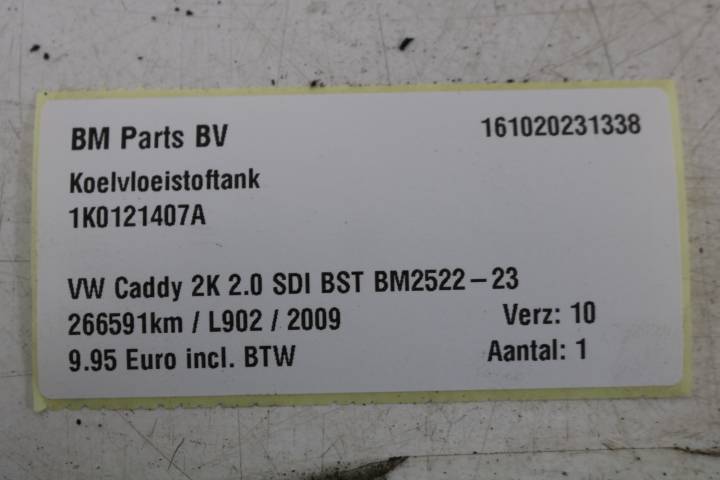 BM Parts BV 161020231338
Koelvloeistoftank
1K0121407A
VW Caddy 2K 2.0 SDI BST BM2522-23
266591km / L902 / 2009 Verz: 10
9.95 Euro incl. BTW Aantal: 1